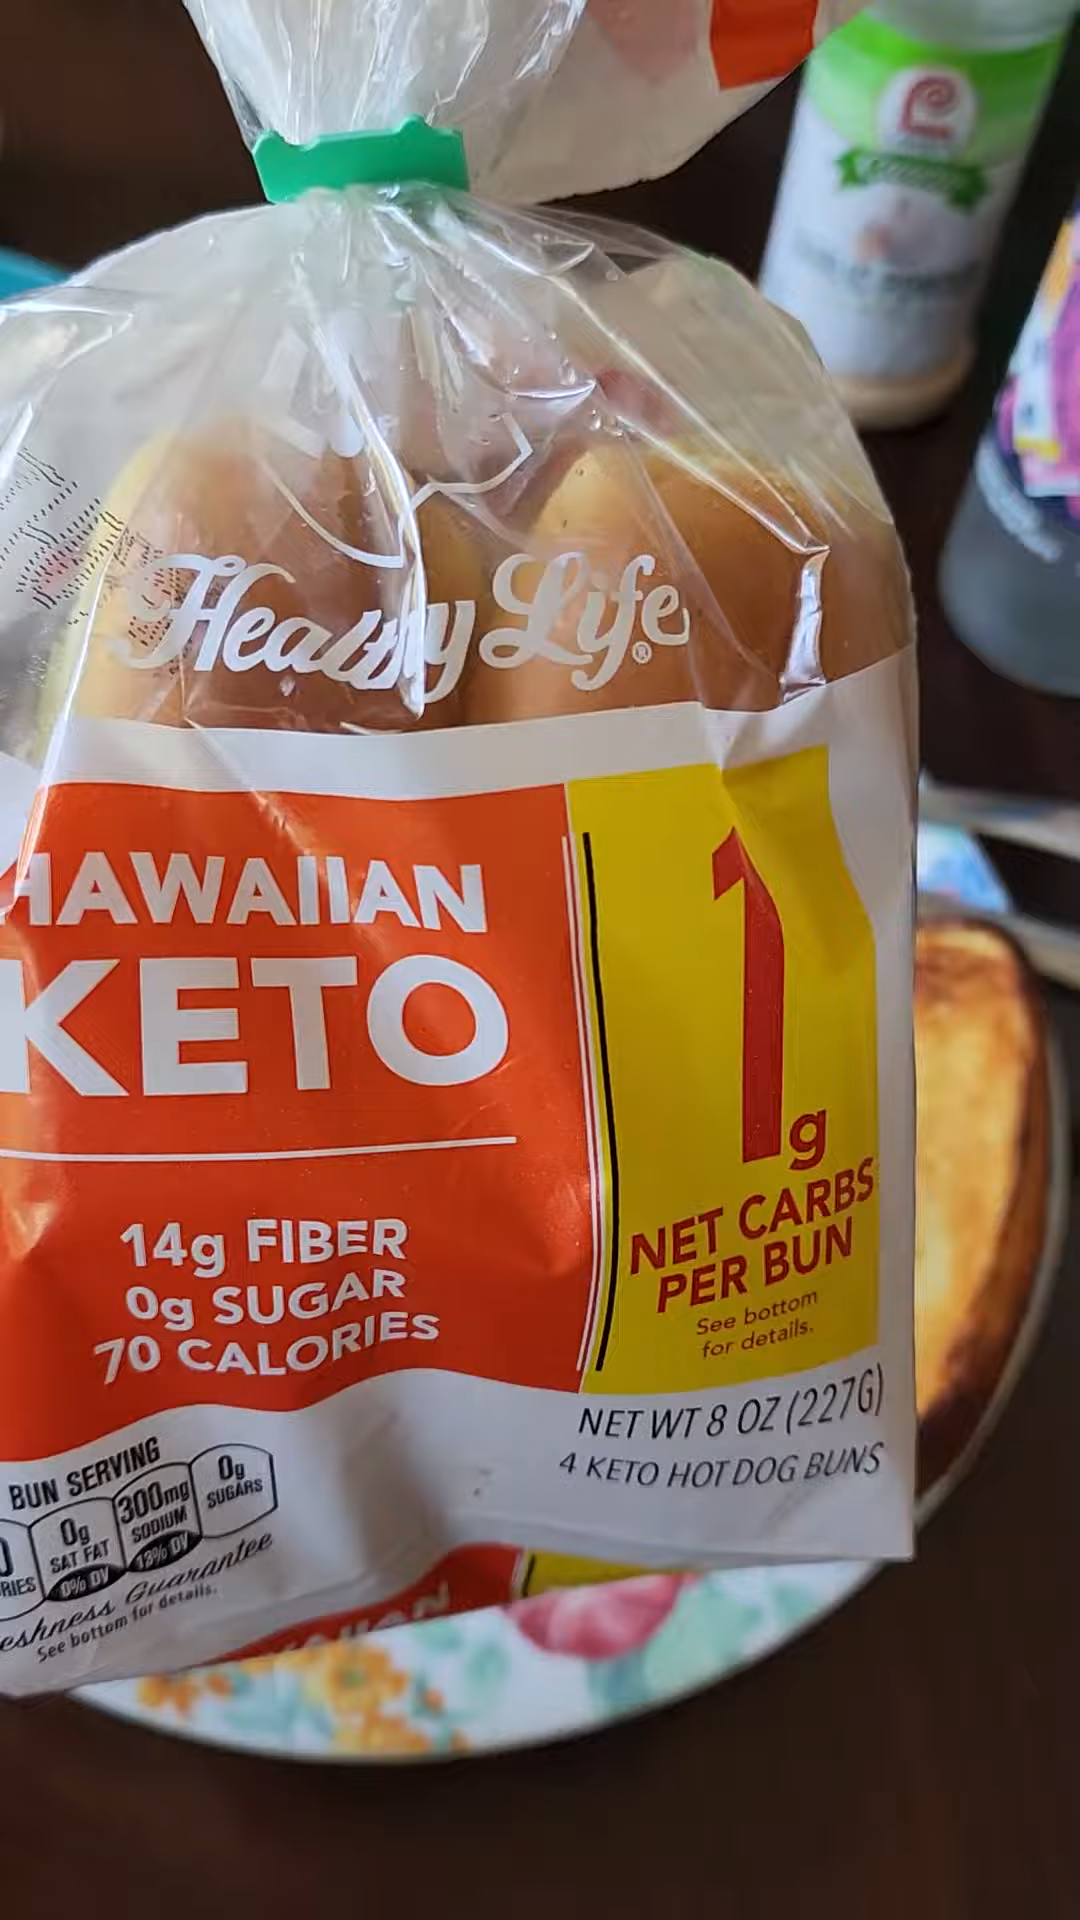 Healthy Life®
HAWAIIAN
KETO
14g FIBER
0g SUGAR
70 CALORIES
1g
NET CARBS
PER BUN
See bottom
for details.
NET WT 8 OZ (227G)
4 KETO HOT DOG BUNS
BUN SERVING
0g
SAT FAT
0% DV
300mg
SODIUM
13% DV
0g
SUGARS
Guarantee
See bottom for details.